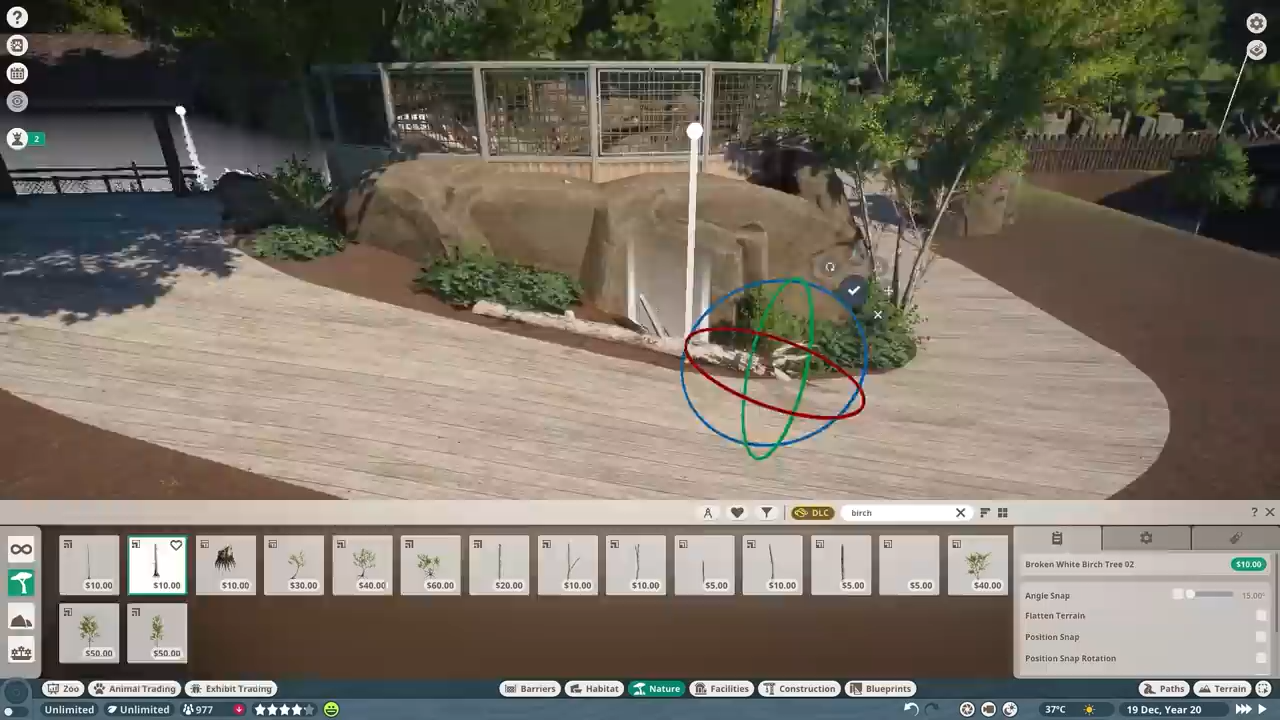 ?
2
DLC birch ? ×
$10.00 $10.00 $10.00 $30.00 $40.00 $60.00 $20.00 $10.00 $10.00 $5.00 $10.00 $5.00 $5.00 $40.00
$50.00 $50.00
Broken White Birch Tree 02 $10.00
Angle Snap 15.00°
Flatten Terrain
Position Snap
Position Snap Rotation
Zoo Animal Trading Exhibit Trading Barriers Habitat Nature Facilities Construction Blueprints Paths Terrain
Unlimited Unlimited 977 37°C 19 Dec, Year 20